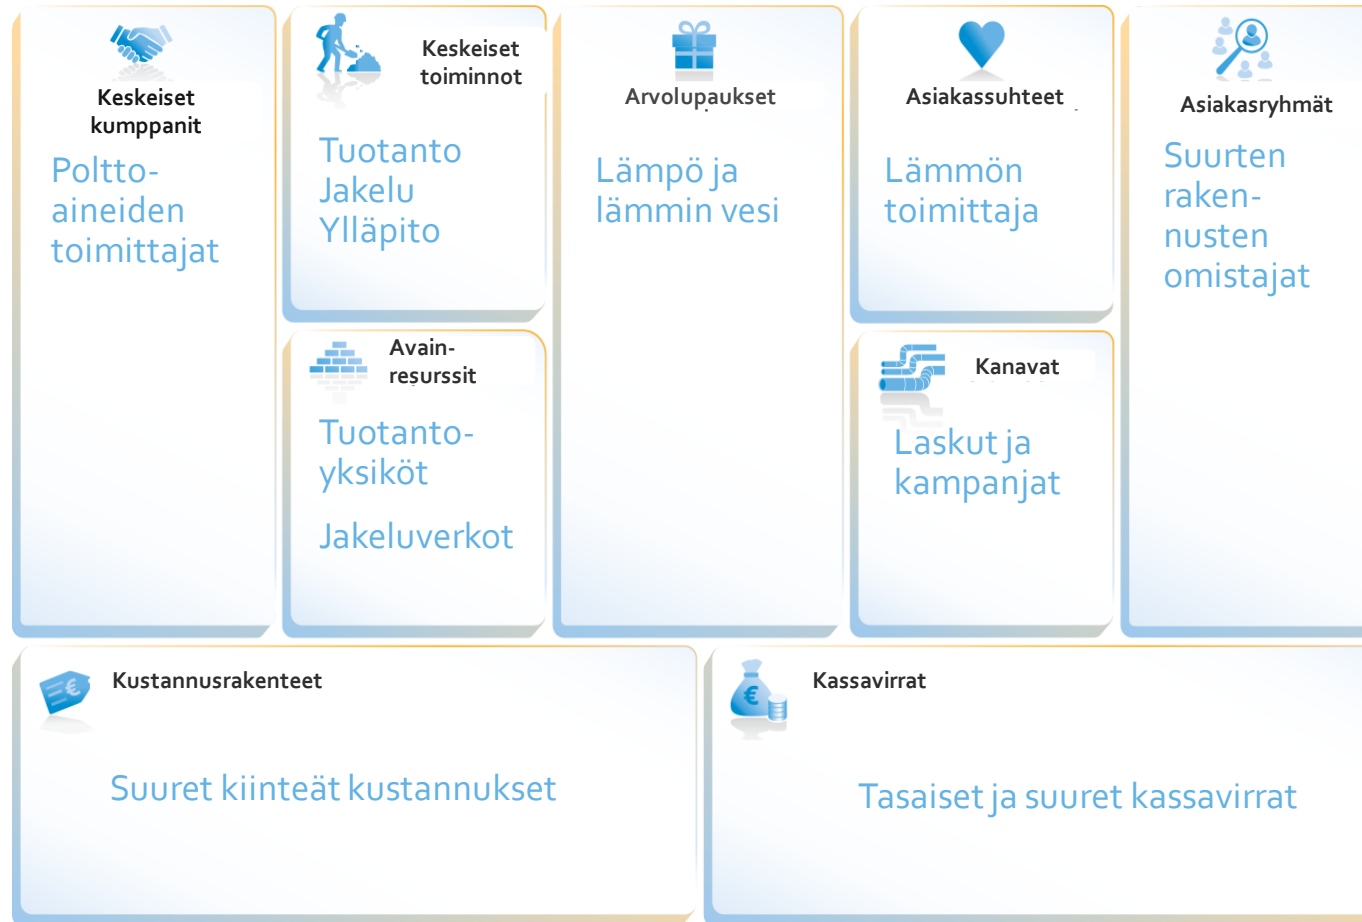 Keskeiset
kumppanit
Poltto-
aineiden
toimittajat
Keskeiset
toiminnot
Tuotanto
Jakelu
Ylläpito
Avain-
resurssit
Tuotanto-
yksiköt
Jakeluverkot
Arvolupaukset
Lämpö ja
lämmin vesi
Asiakassuhteet
Lämmön
toimittaja
Kanavat
Laskut ja
kampanjat
Asiakasryhmät
Suurten
raken-
nusten
omistajat
Kustannusrakenteet
Suuret kiinteät kustannukset
Kassavirrat
Tasaiset ja suuret kassavirrat